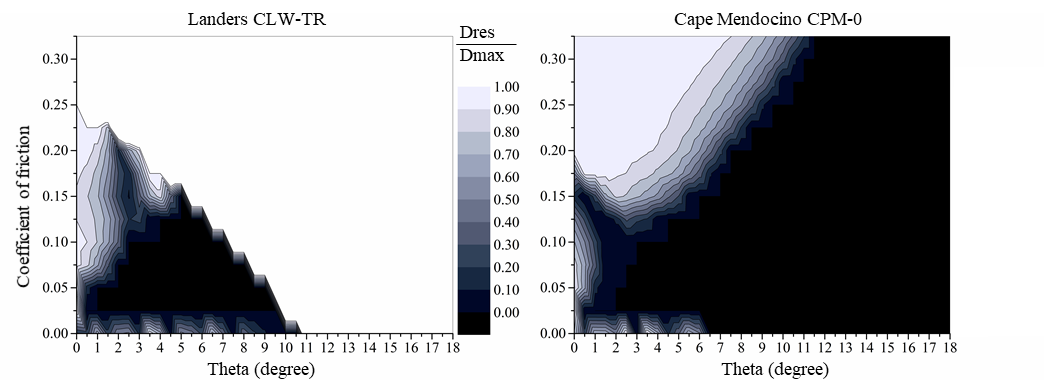 Landers CLW-TR
Cape Mendocino CPM-0
Dres
Dmax
Coefficient of friction
0.30
0.25
0.20
0.15
0.10
0.05
0.00
0 1 2 3 4 5 6 7 8 9 10 11 12 13 14 15 16 17 18
Theta (degree)
1.00
0.90
0.80
0.70
0.60
0.50
0.40
0.30
0.20
0.10
0.00
0.30
0.25
0.20
0.15
0.10
0.05
0.00
0 1 2 3 4 5 6 7 8 9 10 11 12 13 14 15 16 17 18
Theta (degree)